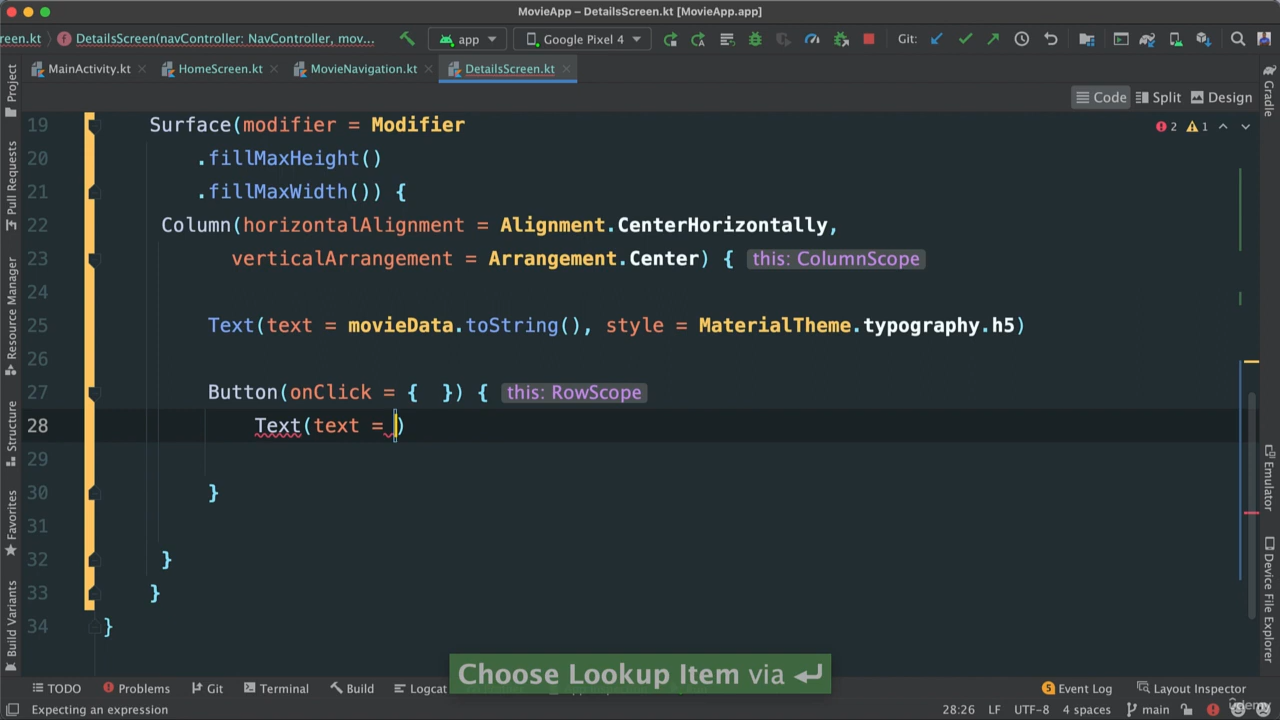 MovieApp – DetailsScreen.kt [MovieApp.app]
reen.kt DetailsScreen(navController: NavController, mov... app Google Pixel 4 Git:
MainActivity.kt HomeScreen.kt MovieNavigation.kt DetailsScreen.kt
Code Split Design
2 1
19 Surface(modifier = Modifier
20 .fillMaxHeight()
21 .fillMaxWidth()) {
22 Column(horizontalAlignment = Alignment.CenterHorizontally,
23 verticalArrangement = Arrangement.Center) { this: ColumnScope
24
25 Text(text = movieData.toString(), style = MaterialTheme.typography.h5)
26
27 Button(onClick = {  }) { this: RowScope
28 Text(text = )
29
30 }
31
32 }
33 }
34 }
Project
Pull Requests
Resource Manager
Structure
Favorites
Build Variants
Gradle
Emulator
Device File Explorer
Choose Lookup Item via
TODO Problems Git Terminal Build Logcat 5 Event Log Layout Inspector
Expecting an expression 28:26 LF UTF-8 4 spaces main
Udemy